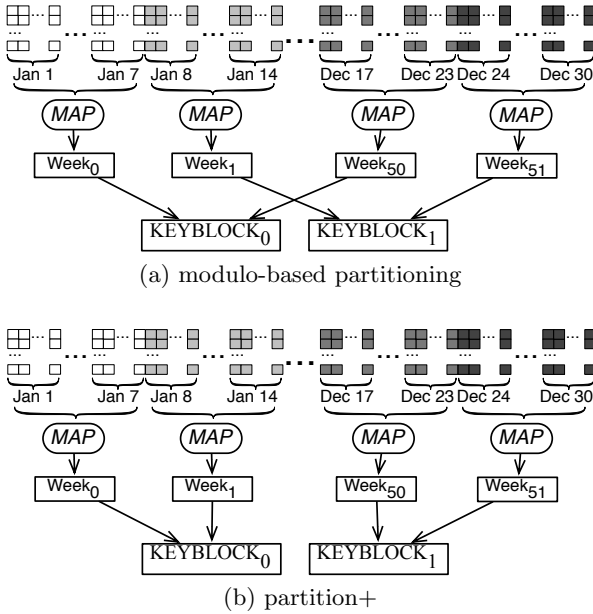 Jan 1 Jan 7 Jan 8 Jan 14 Dec 17 Dec 23 Dec 24 Dec 30
MAP MAP MAP MAP
Week0 Week1 Week50 Week51
KEYBLOCK0 KEYBLOCK1
(a) modulo-based partitioning
Jan 1 Jan 7 Jan 8 Jan 14 Dec 17 Dec 23 Dec 24 Dec 30
MAP MAP MAP MAP
Week0 Week1 Week50 Week51
KEYBLOCK0 KEYBLOCK1
(b) partition+